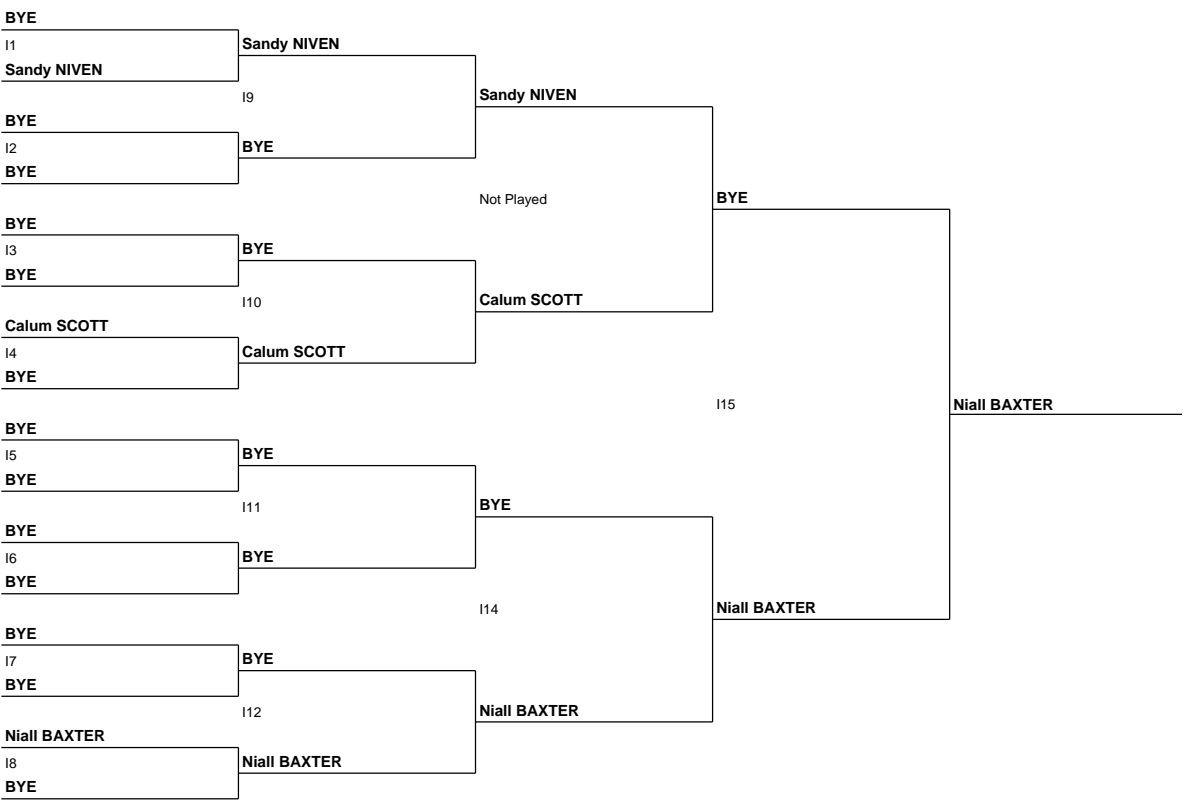 BYE
I1
Sandy NIVEN
BYE
I2
BYE
BYE
I3
BYE
Calum SCOTT
I4
BYE
BYE
I5
BYE
BYE
I6
BYE
BYE
I7
BYE
Niall BAXTER
I8
BYE
Sandy NIVEN
I9
BYE
BYE
I10
Calum SCOTT
BYE
I11
BYE
BYE
I12
Niall BAXTER
Sandy NIVEN
Not Played
Calum SCOTT
BYE
I14
Niall BAXTER
BYE
I15
Niall BAXTER
Niall BAXTER